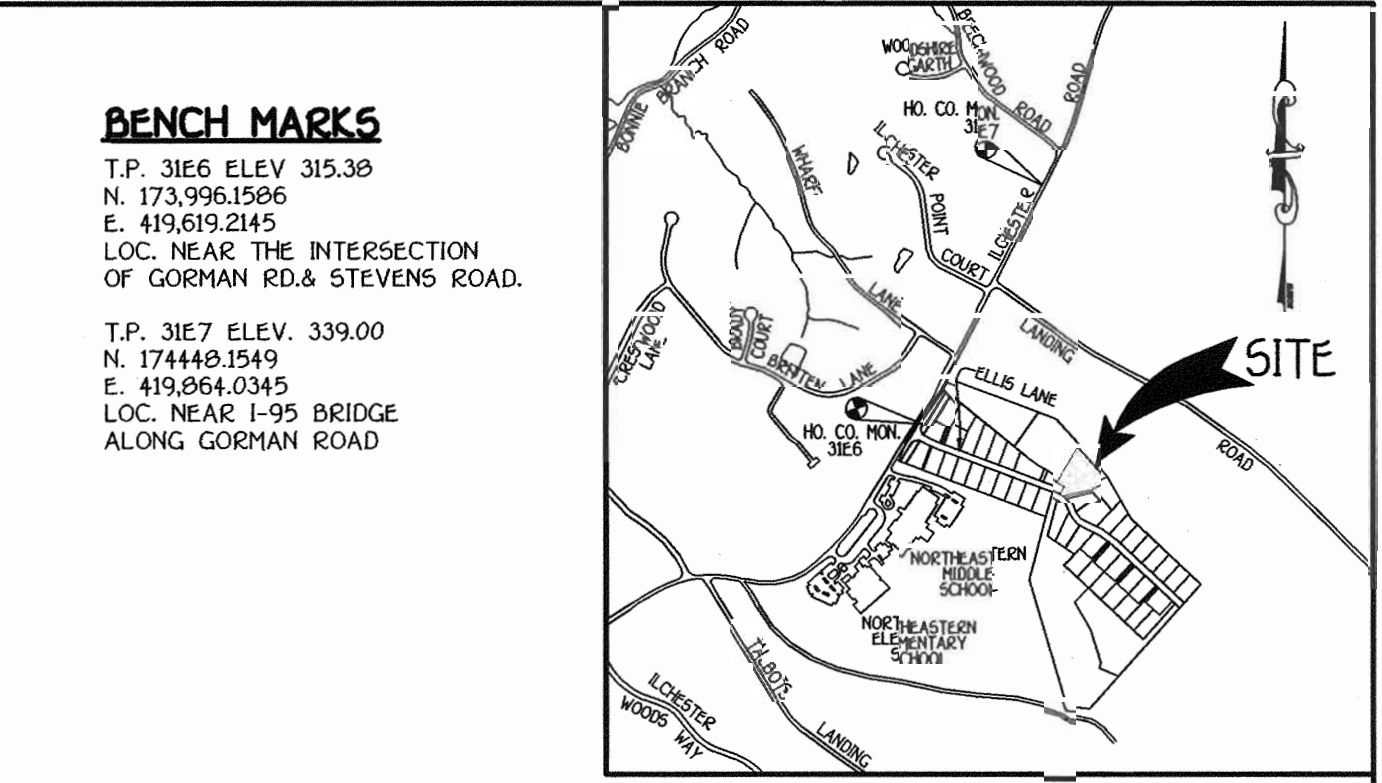 BENCH MARKS
T.P. 31E6 ELEV 315.38
N. 173,996.1586
E. 419,619.2145
LOC. NEAR THE INTERSECTION
OF GORMAN RD.& STEVENS ROAD.
T.P. 31E7 ELEV. 339.00
N. 174448.1549
E. 419,864.0345
LOC. NEAR I-95 BRIDGE
ALONG GORMAN ROAD
BONNIE BRANCH ROAD
WOODSHIRE
GARTH
BEECHWOOD ROAD
ROAD
HO. CO. MON.
31E7
ILCHESTER POINT COURT
WHARF LANE
ILCHESTER
LANDING
ROAD
SITE
CRESTWOOD
LANE
BRADY
COURT
BRITTEN LANE
ELLIS LANE
HO. CO. MON.
31E6
NORTHEASTERN
MIDDLE
SCHOOL
NORTHEASTERN
ELEMENTARY
SCHOOL
TALBOTS LANDING
ILCHESTER
WOODS WAY